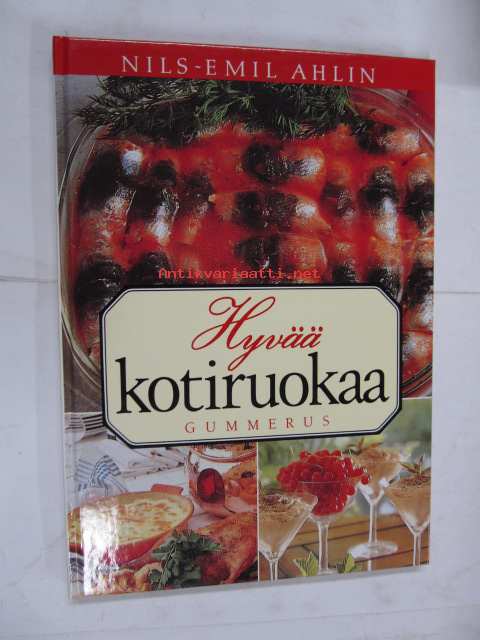 NILS-EMIL AHLIN
Antikvariaatti.net
Hyvää
kotiruokaa
GUMMERUS